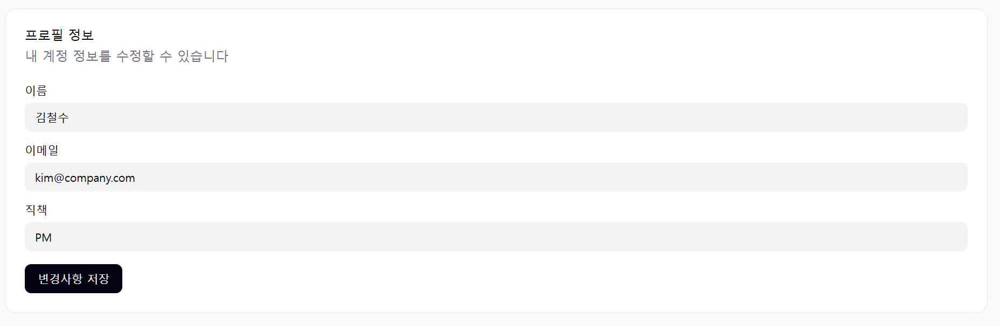 프로필 정보
내 계정 정보를 수정할 수 있습니다
이름
김철수
이메일
kim@company.com
직책
PM
변경사항 저장